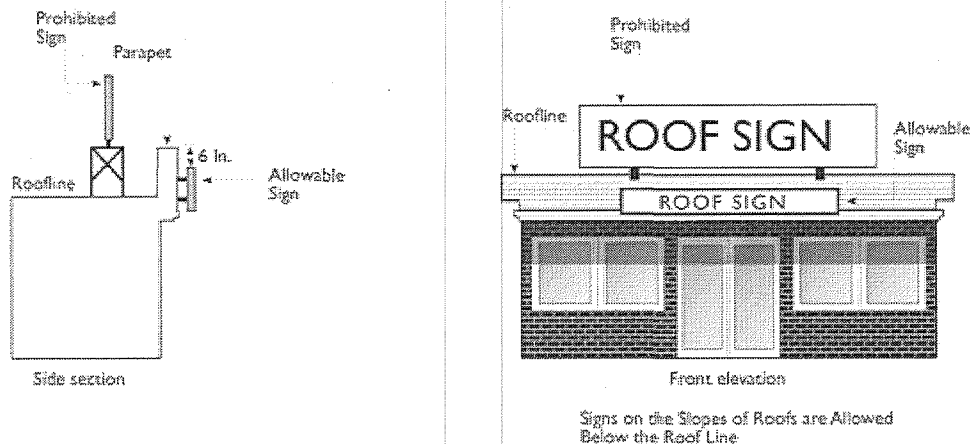 Prohibited
Sign
Parapet
6 In.
Roofline
Allowable
Sign
Side section
Prohibited
Sign
Roofline
ROOF SIGN
Allowable
Sign
ROOF SIGN
Front elevation
Signs on the Slopes of Roofs are Allowed
Below the Roof Line